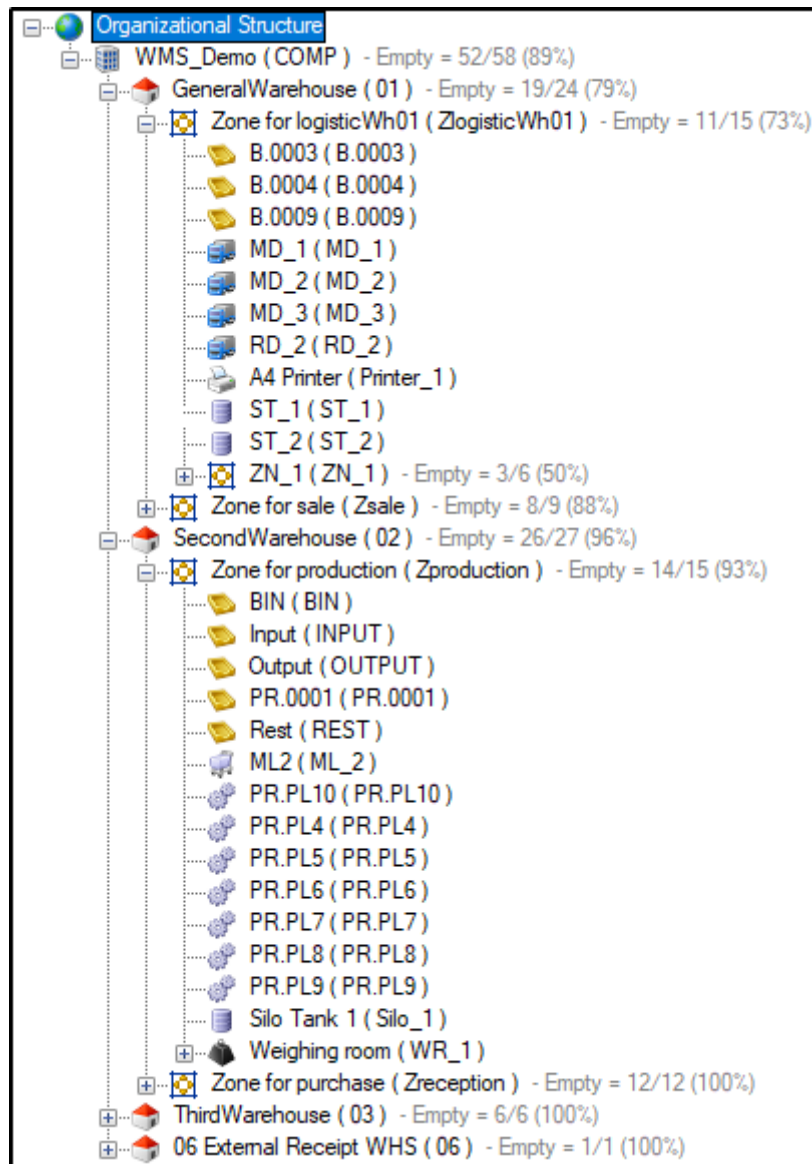 Organizational Structure
WMS_Demo ( COMP ) - Empty = 52/58 (89%)
GeneralWarehouse ( 01 ) - Empty = 19/24 (79%)
Zone for logisticWh01 ( ZlogisticWh01 ) - Empty = 11/15 (73%)
B.0003 ( B.0003 )
B.0004 ( B.0004 )
B.0009 ( B.0009 )
MD_1 ( MD_1 )
MD_2 ( MD_2 )
MD_3 ( MD_3 )
RD_2 ( RD_2 )
A4 Printer ( Printer_1 )
ST_1 ( ST_1 )
ST_2 ( ST_2 )
ZN_1 ( ZN_1 ) - Empty = 3/6 (50%)
Zone for sale ( Zsale ) - Empty = 8/9 (88%)
SecondWarehouse ( 02 ) - Empty = 26/27 (96%)
Zone for production ( Zproduction ) - Empty = 14/15 (93%)
BIN ( BIN )
Input ( INPUT )
Output ( OUTPUT )
PR.0001 ( PR.0001 )
Rest ( REST )
ML2 ( ML_2 )
PR.PL10 ( PR.PL10 )
PR.PL4 ( PR.PL4 )
PR.PL5 ( PR.PL5 )
PR.PL6 ( PR.PL6 )
PR.PL7 ( PR.PL7 )
PR.PL8 ( PR.PL8 )
PR.PL9 ( PR.PL9 )
Silo Tank 1 ( Silo_1 )
Weighing room ( WR_1 )
Zone for purchase ( Zreception ) - Empty = 12/12 (100%)
ThirdWarehouse ( 03 ) - Empty = 6/6 (100%)
06 External Receipt WHS ( 06 ) - Empty = 1/1 (100%)